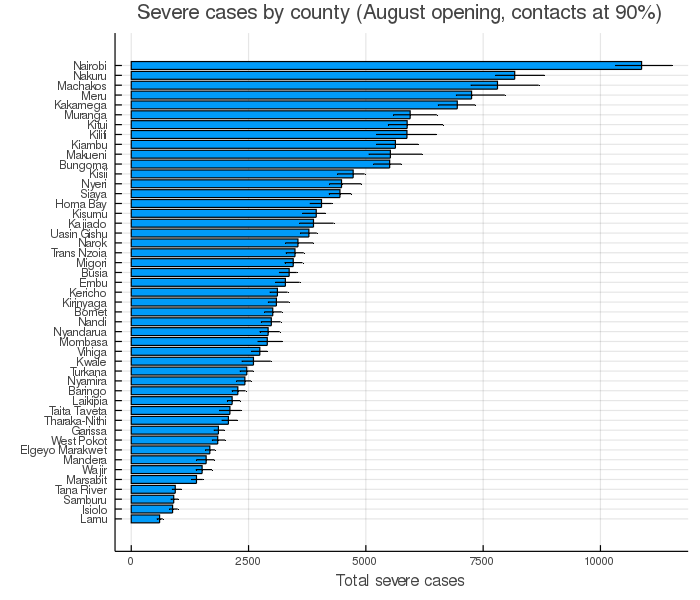 Severe cases by county (August opening, contacts at 90%)
Nairobi
Nakuru
Machakos
Meru
Kakamega
Muranga
Kitui
Kilifi
Kiambu
Makueni
Bungoma
Kisii
Nyeri
Siaya
Homa Bay
Kisumu
Kajiado
Uasin Gishu
Narok
Trans Nzoia
Migori
Busia
Embu
Kericho
Kirinyaga
Bomet
Nandi
Nyandarua
Mombasa
Vihiga
Kwale
Turkana
Nyamira
Baringo
Laikipia
Taita Taveta
Tharaka-Nithi
Garissa
West Pokot
Elgeyo Marakwet
Mandera
Wajir
Marsabit
Tana River
Samburu
Isiolo
Lamu
0 2500 5000 7500 10000
Total severe cases